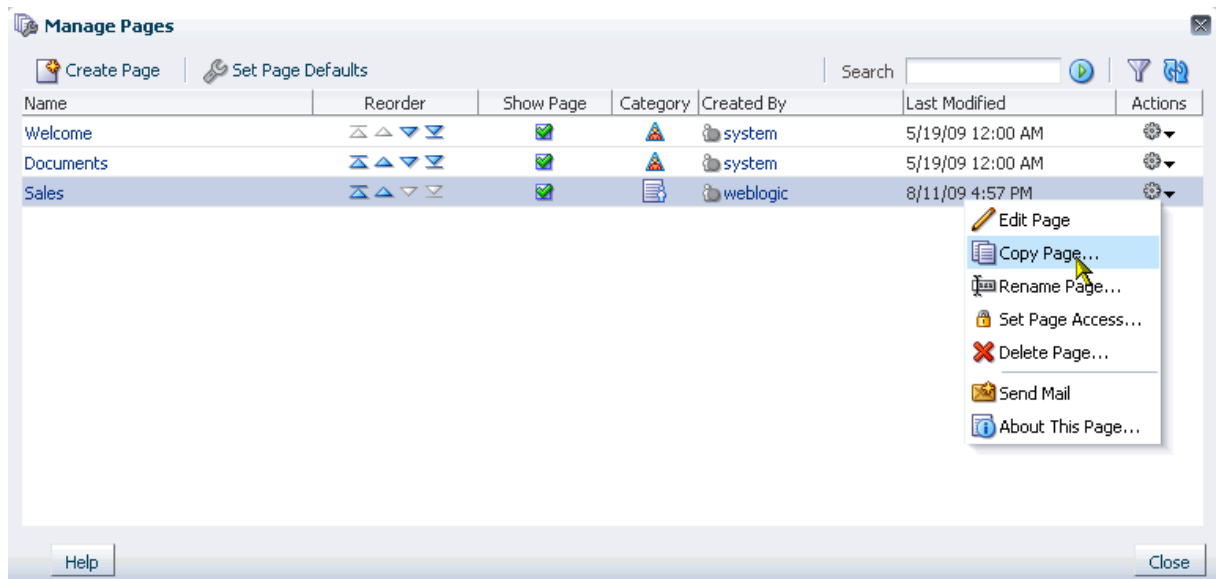 Manage Pages
Create Page Set Page Defaults Search
Name Reorder Show Page Category Created By Last Modified Actions
Welcome system 5/19/09 12:00 AM
Documents system 5/19/09 12:00 AM
Sales weblogic 8/11/09 4:57 PM
Edit Page
Copy Page...
Rename Page...
Set Page Access...
Delete Page...
Send Mail
About This Page...
Help Close